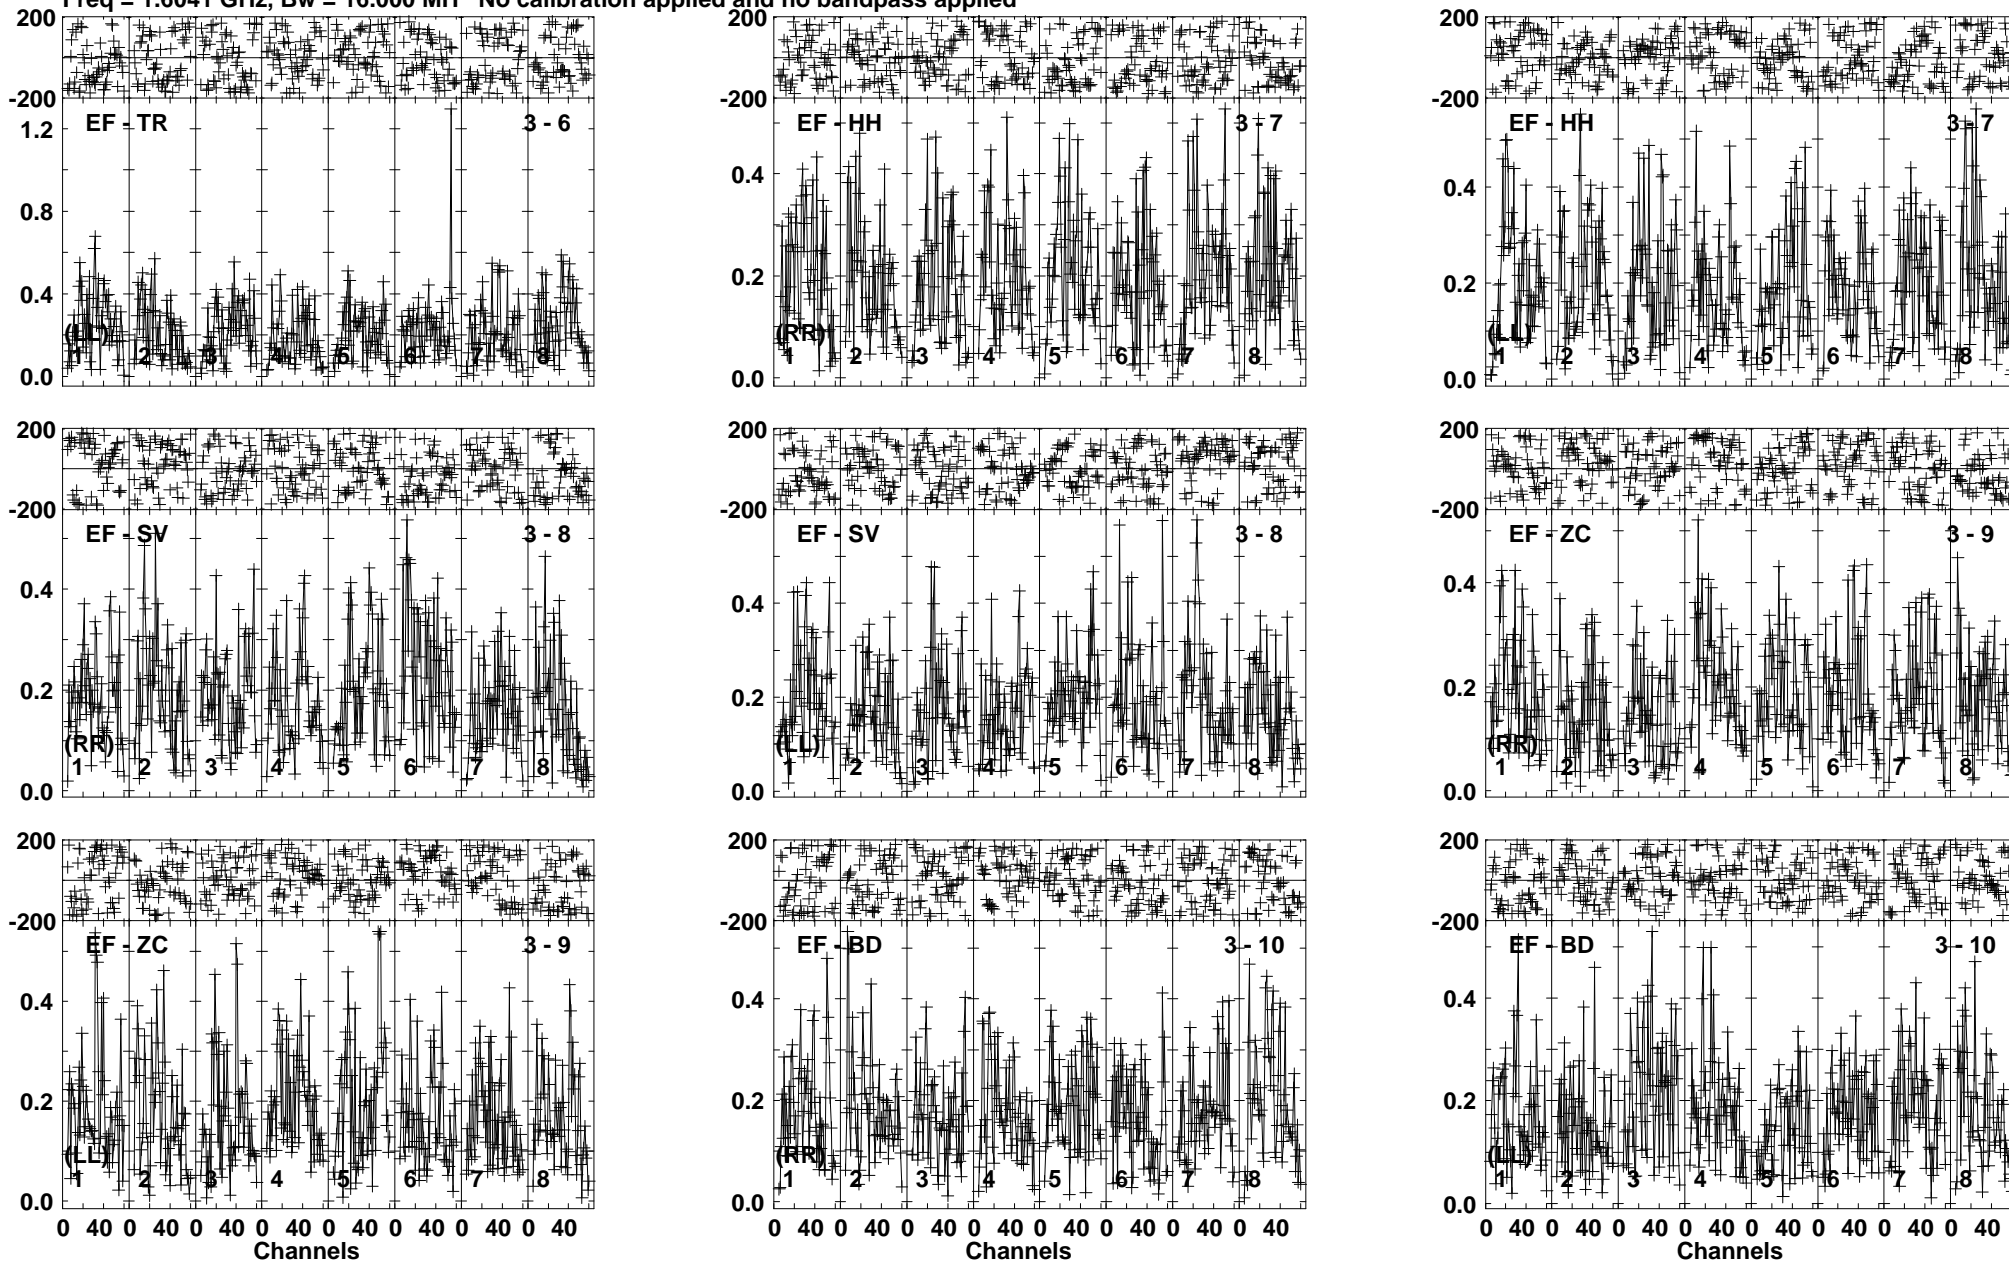 Freq = 1.6041 GHz, Bw = 16.000 MH No calibration applied and no bandpass applied
200 200 200
-200 -200 -200
EF - TR 3 - 6 EF - HH 3 - 7 EF - HH 3 - 7
1.2 0.8 0.4 0.0
0.4 0.2 0.0
0.4 0.2 0.0
(LL) (RR) (LL)
1 2 3 4 5 6 7 8 1 2 3 4 5 6 7 8 1 2 3 4 5 6 7 8
200 200 200
-200 -200 -200
EF - SV 3 - 8 EF - SV 3 - 8 EF - ZC 3 - 9
0.4 0.2 0.0
0.4 0.2 0.0
0.4 0.2 0.0
(RR) (LL) (RR)
1 2 3 4 5 6 7 8 1 2 3 4 5 6 7 8 1 2 3 4 5 6 7 8
200 200 200
-200 -200 -200
EF - ZC 3 - 9 EF - BD 3 - 10 EF - BD 3 - 10
0.4 0.2 0.0
0.4 0.2 0.0
0.4 0.2 0.0
(LL) (RR) (LL)
1 2 3 4 5 6 7 8 1 2 3 4 5 6 7 8 1 2 3 4 5 6 7 8
0 40 0 40 0 40 0 40 0 40 0 40 0 40 0 40 0 40 0 40 0 40 0 40 0 40 0 40 0 40 0 40 0 40 0 40 0 40 0 40 0 40 0 40 0 40 0 40
Channels Channels Channels